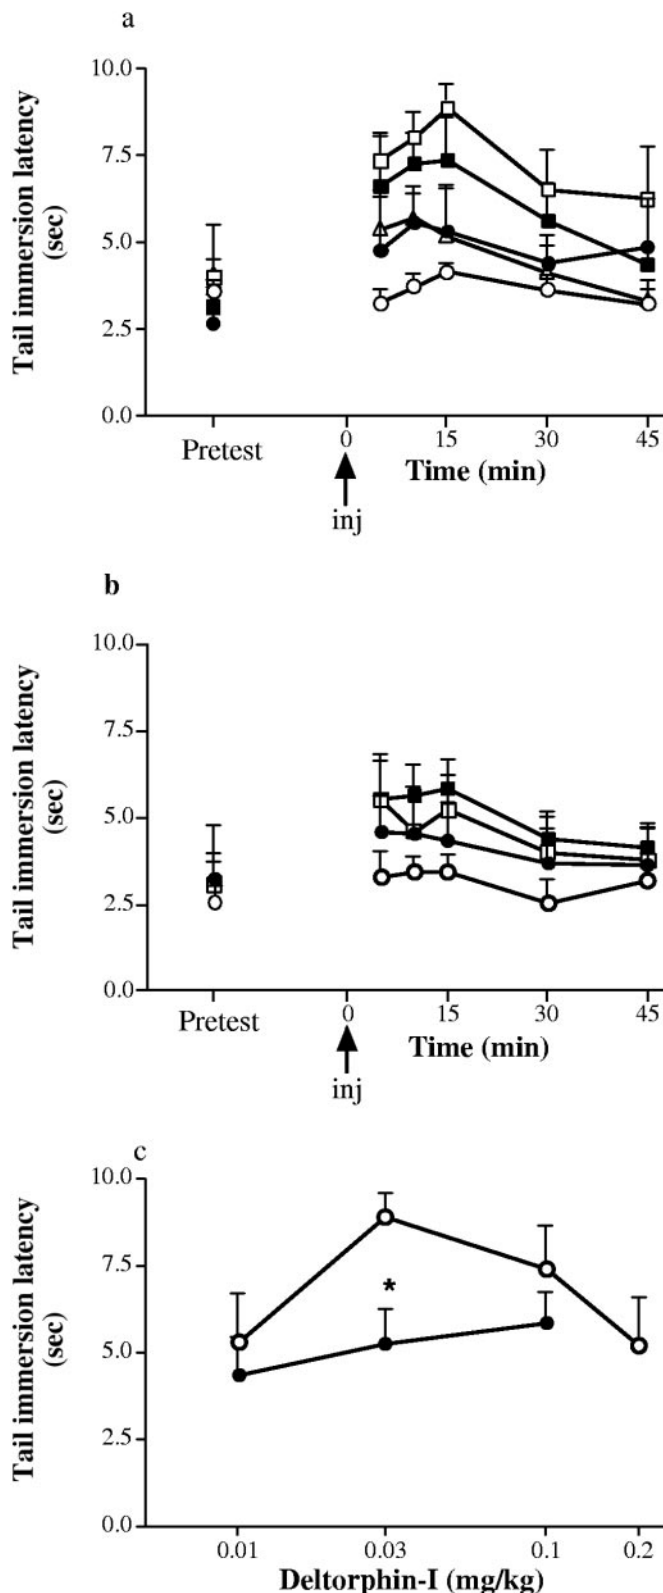 a
Tail immersion latency
(sec)
10.0
7.5
5.0
2.5
0.0
Pretest
0
15
30
45
Time (min)
inj
b
Tail immersion latency
(sec)
10.0
7.5
5.0
2.5
0.0
Pretest
0
15
30
45
Time (min)
inj
c
Tail immersion latency
(sec)
10.0
7.5
5.0
2.5
0.0
*
0.01
0.03
0.1
0.2
Deltorphin-I (mg/kg)